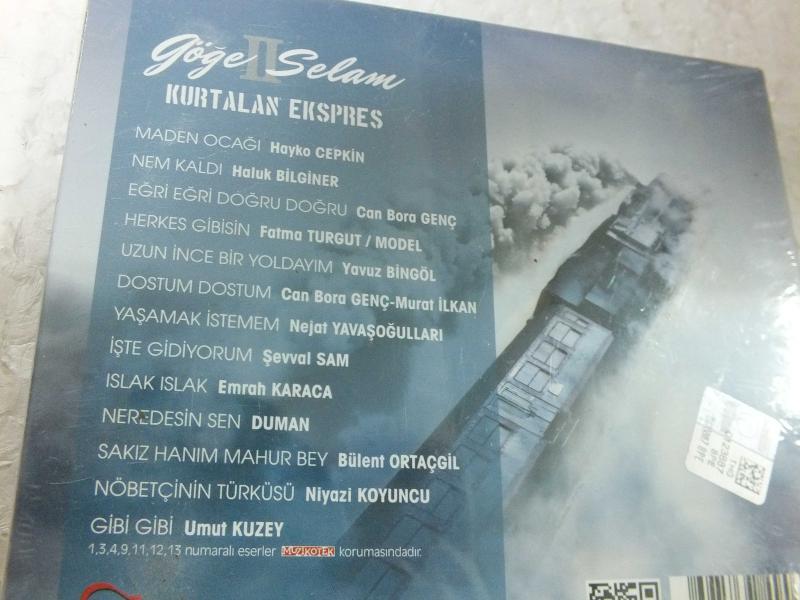 Göğe II Selam
KURTALAN EKSPRES
MADEN OCAĞI Hayko CEPKİN
NEM KALDI Haluk BİLGİNER
EĞRİ EĞRİ DOĞRU DOĞRU Can Bora GENÇ
HERKES GİBİSİN Fatma TURGUT / MODEL
UZUN İNCE BİR YOLDAYIM Yavuz BİNGÖL
DOSTUM DOSTUM Can Bora GENÇ-Murat İLKAN
YAŞAMAK İSTEMEM Nejat YAVAŞOĞULLARI
İŞTE GİDİYORUM Şevval SAM
ISLAK ISLAK Emrah KARACA
NEREDESİN SEN DUMAN
SAKIZ HANIM MAHUR BEY Bülent ORTAÇGİL
NÖBETÇİNİN TÜRKÜSÜ Niyazi KOYUNCU
GİBİ GİBİ Umut KUZEY
1,3,4,9,11,12,13 numaralı eserler MÜZİKOTEK korumasındadır.